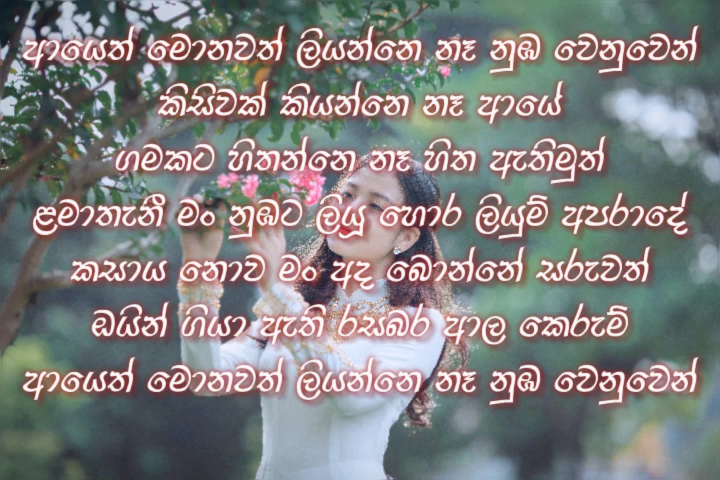 ආයෙත් මොනවත් ලියන්නෙ නෑ නුඹ වෙනුවෙන්
කිසිවක් කියන්නෙ නෑ ආයේ
ගමකට හිතන්නෙ නෑ හිත ඇතිමුත්
ළමාතැනී මං නුඹට ලියූ හොර ලියුම් අපරාදේ
කසාය නොව මං අද බොන්නේ සරුවත්
ඔයින් ගියා ඇති රසබර ආල කෙරුම්
ආයෙත් මොනවත් ලියන්නෙ නෑ නුඹ වෙනුවෙන්